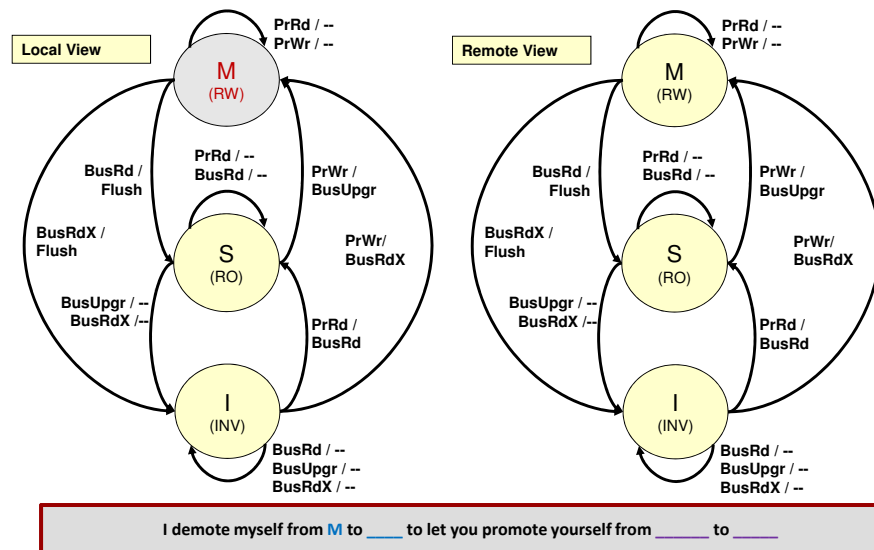 Local View
PrRd / --
PrWr / --
M
(RW)
BusRd /
Flush
PrRd / --
BusRd / --
PrWr /
BusUpgr
BusRdX /
Flush
S
(RO)
PrWr/
BusRdX
BusUpgr / --
BusRdX /--
PrRd /
BusRd
I
(INV)
BusRd / --
BusUpgr / --
BusRdX / --
Remote View
PrRd / --
PrWr / --
M
(RW)
BusRd /
Flush
PrRd / --
BusRd / --
PrWr /
BusUpgr
BusRdX /
Flush
S
(RO)
PrWr/
BusRdX
BusUpgr / --
BusRdX / --
PrRd /
BusRd
I
(INV)
BusRd / --
BusUpgr / --
BusRdX / --
I demote myself from M to ____ to let you promote yourself from ______ to _____